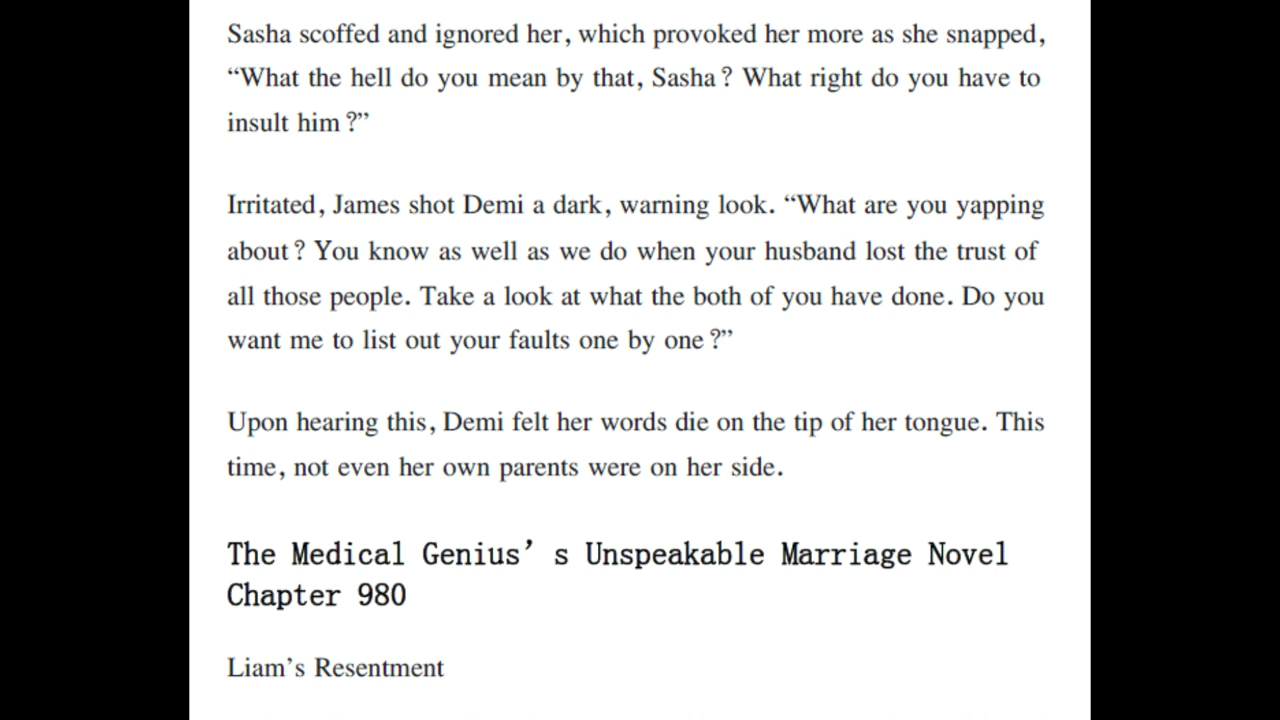 Sasha scoffed and ignored her, which provoked her more as she snapped,
“What the hell do you mean by that, Sasha? What right do you have to
insult him?”
Irritated, James shot Demi a dark, warning look. “What are you yapping
about? You know as well as we do when your husband lost the trust of
all those people. Take a look at what the both of you have done. Do you
want me to list out your faults one by one?”
Upon hearing this, Demi felt her words die on the tip of her tongue. This
time, not even her own parents were on her side.
The Medical Genius’s Unspeakable Marriage Novel
Chapter 980
Liam’s Resentment